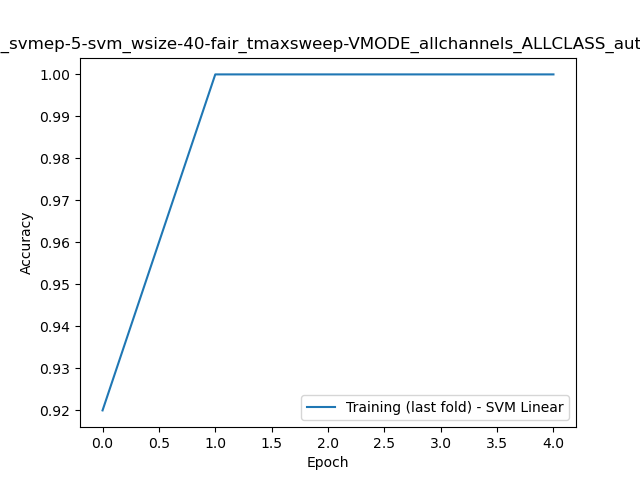 _svmep-5-svm_wsize-40-fair_tmaxsweep-VMODE_allchannels_ALLCLASS_aut
1.00
0.99
0.98
0.97
0.96
0.95
0.94
0.93
0.92
Accuracy
Training (last fold) - SVM Linear
0.0 0.5 1.0 1.5 2.0 2.5 3.0 3.5 4.0
Epoch